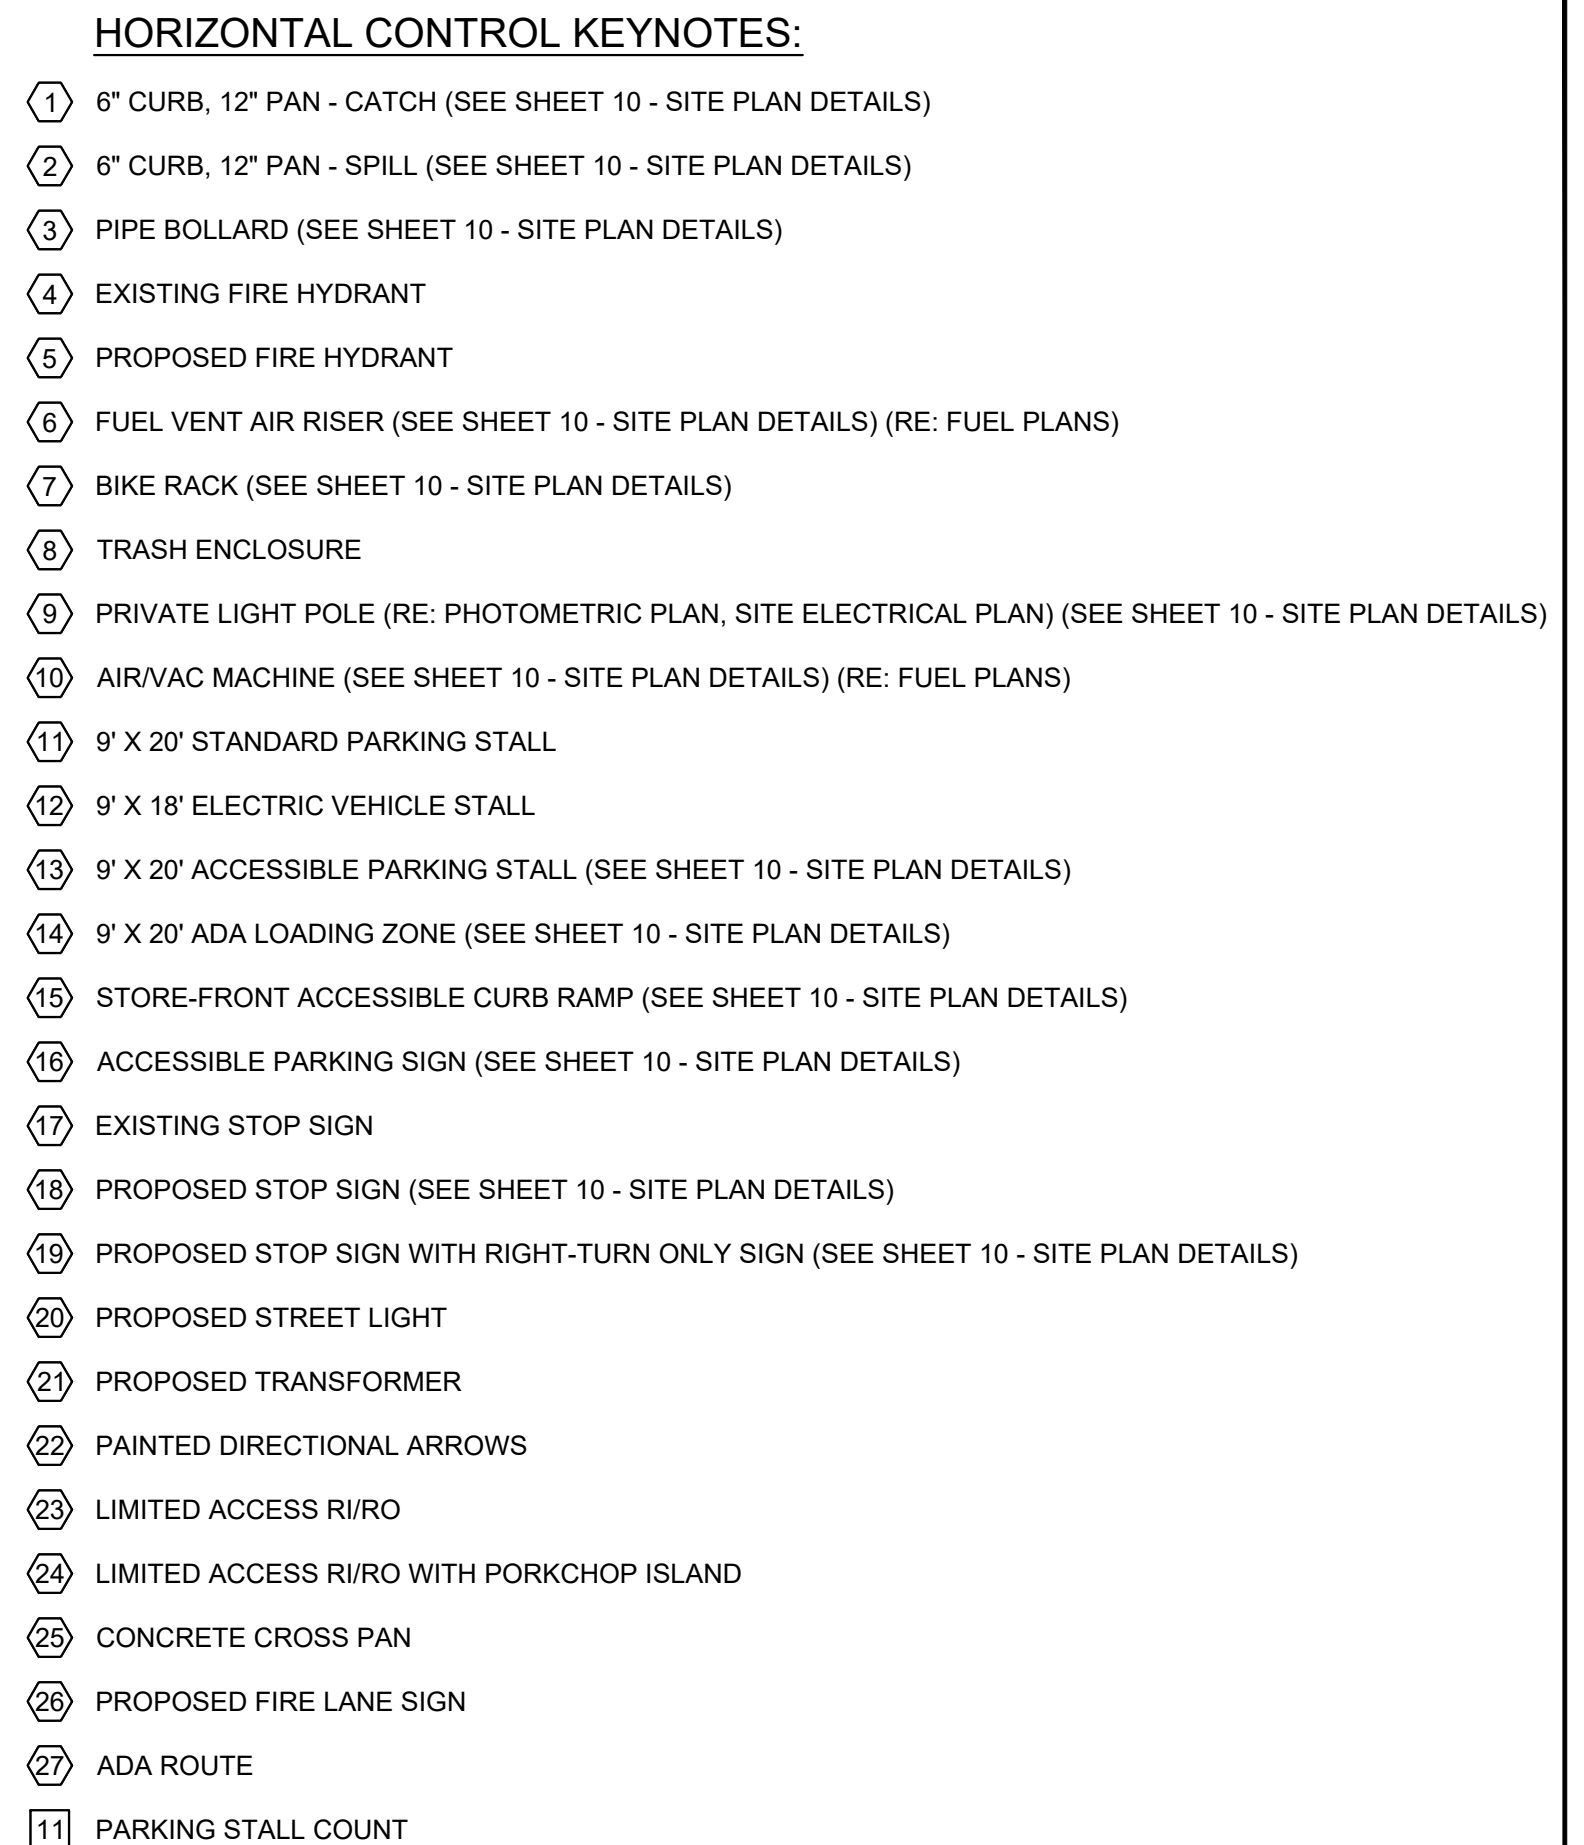 HORIZONTAL CONTROL KEYNOTES:
1 6" CURB, 12" PAN - CATCH (SEE SHEET 10 - SITE PLAN DETAILS)
2 6" CURB, 12" PAN - SPILL (SEE SHEET 10 - SITE PLAN DETAILS)
3 PIPE BOLLARD (SEE SHEET 10 - SITE PLAN DETAILS)
4 EXISTING FIRE HYDRANT
5 PROPOSED FIRE HYDRANT
6 FUEL VENT AIR RISER (SEE SHEET 10 - SITE PLAN DETAILS) (RE: FUEL PLANS)
7 BIKE RACK (SEE SHEET 10 - SITE PLAN DETAILS)
8 TRASH ENCLOSURE
9 PRIVATE LIGHT POLE (RE: PHOTOMETRIC PLAN, SITE ELECTRICAL PLAN) (SEE SHEET 10 - SITE PLAN DETAILS)
10 AIR/VAC MACHINE (SEE SHEET 10 - SITE PLAN DETAILS) (RE: FUEL PLANS)
11 9' X 20' STANDARD PARKING STALL
12 9' X 18' ELECTRIC VEHICLE STALL
13 9' X 20' ACCESSIBLE PARKING STALL (SEE SHEET 10 - SITE PLAN DETAILS)
14 9' X 20' ADA LOADING ZONE (SEE SHEET 10 - SITE PLAN DETAILS)
15 STORE-FRONT ACCESSIBLE CURB RAMP (SEE SHEET 10 - SITE PLAN DETAILS)
16 ACCESSIBLE PARKING SIGN (SEE SHEET 10 - SITE PLAN DETAILS)
17 EXISTING STOP SIGN
18 PROPOSED STOP SIGN (SEE SHEET 10 - SITE PLAN DETAILS)
19 PROPOSED STOP SIGN WITH RIGHT-TURN ONLY SIGN (SEE SHEET 10 - SITE PLAN DETAILS)
20 PROPOSED STREET LIGHT
21 PROPOSED TRANSFORMER
22 PAINTED DIRECTIONAL ARROWS
23 LIMITED ACCESS RI/RO
24 LIMITED ACCESS RI/RO WITH PORKCHOP ISLAND
25 CONCRETE CROSS PAN
26 PROPOSED FIRE LANE SIGN
27 ADA ROUTE
11 PARKING STALL COUNT